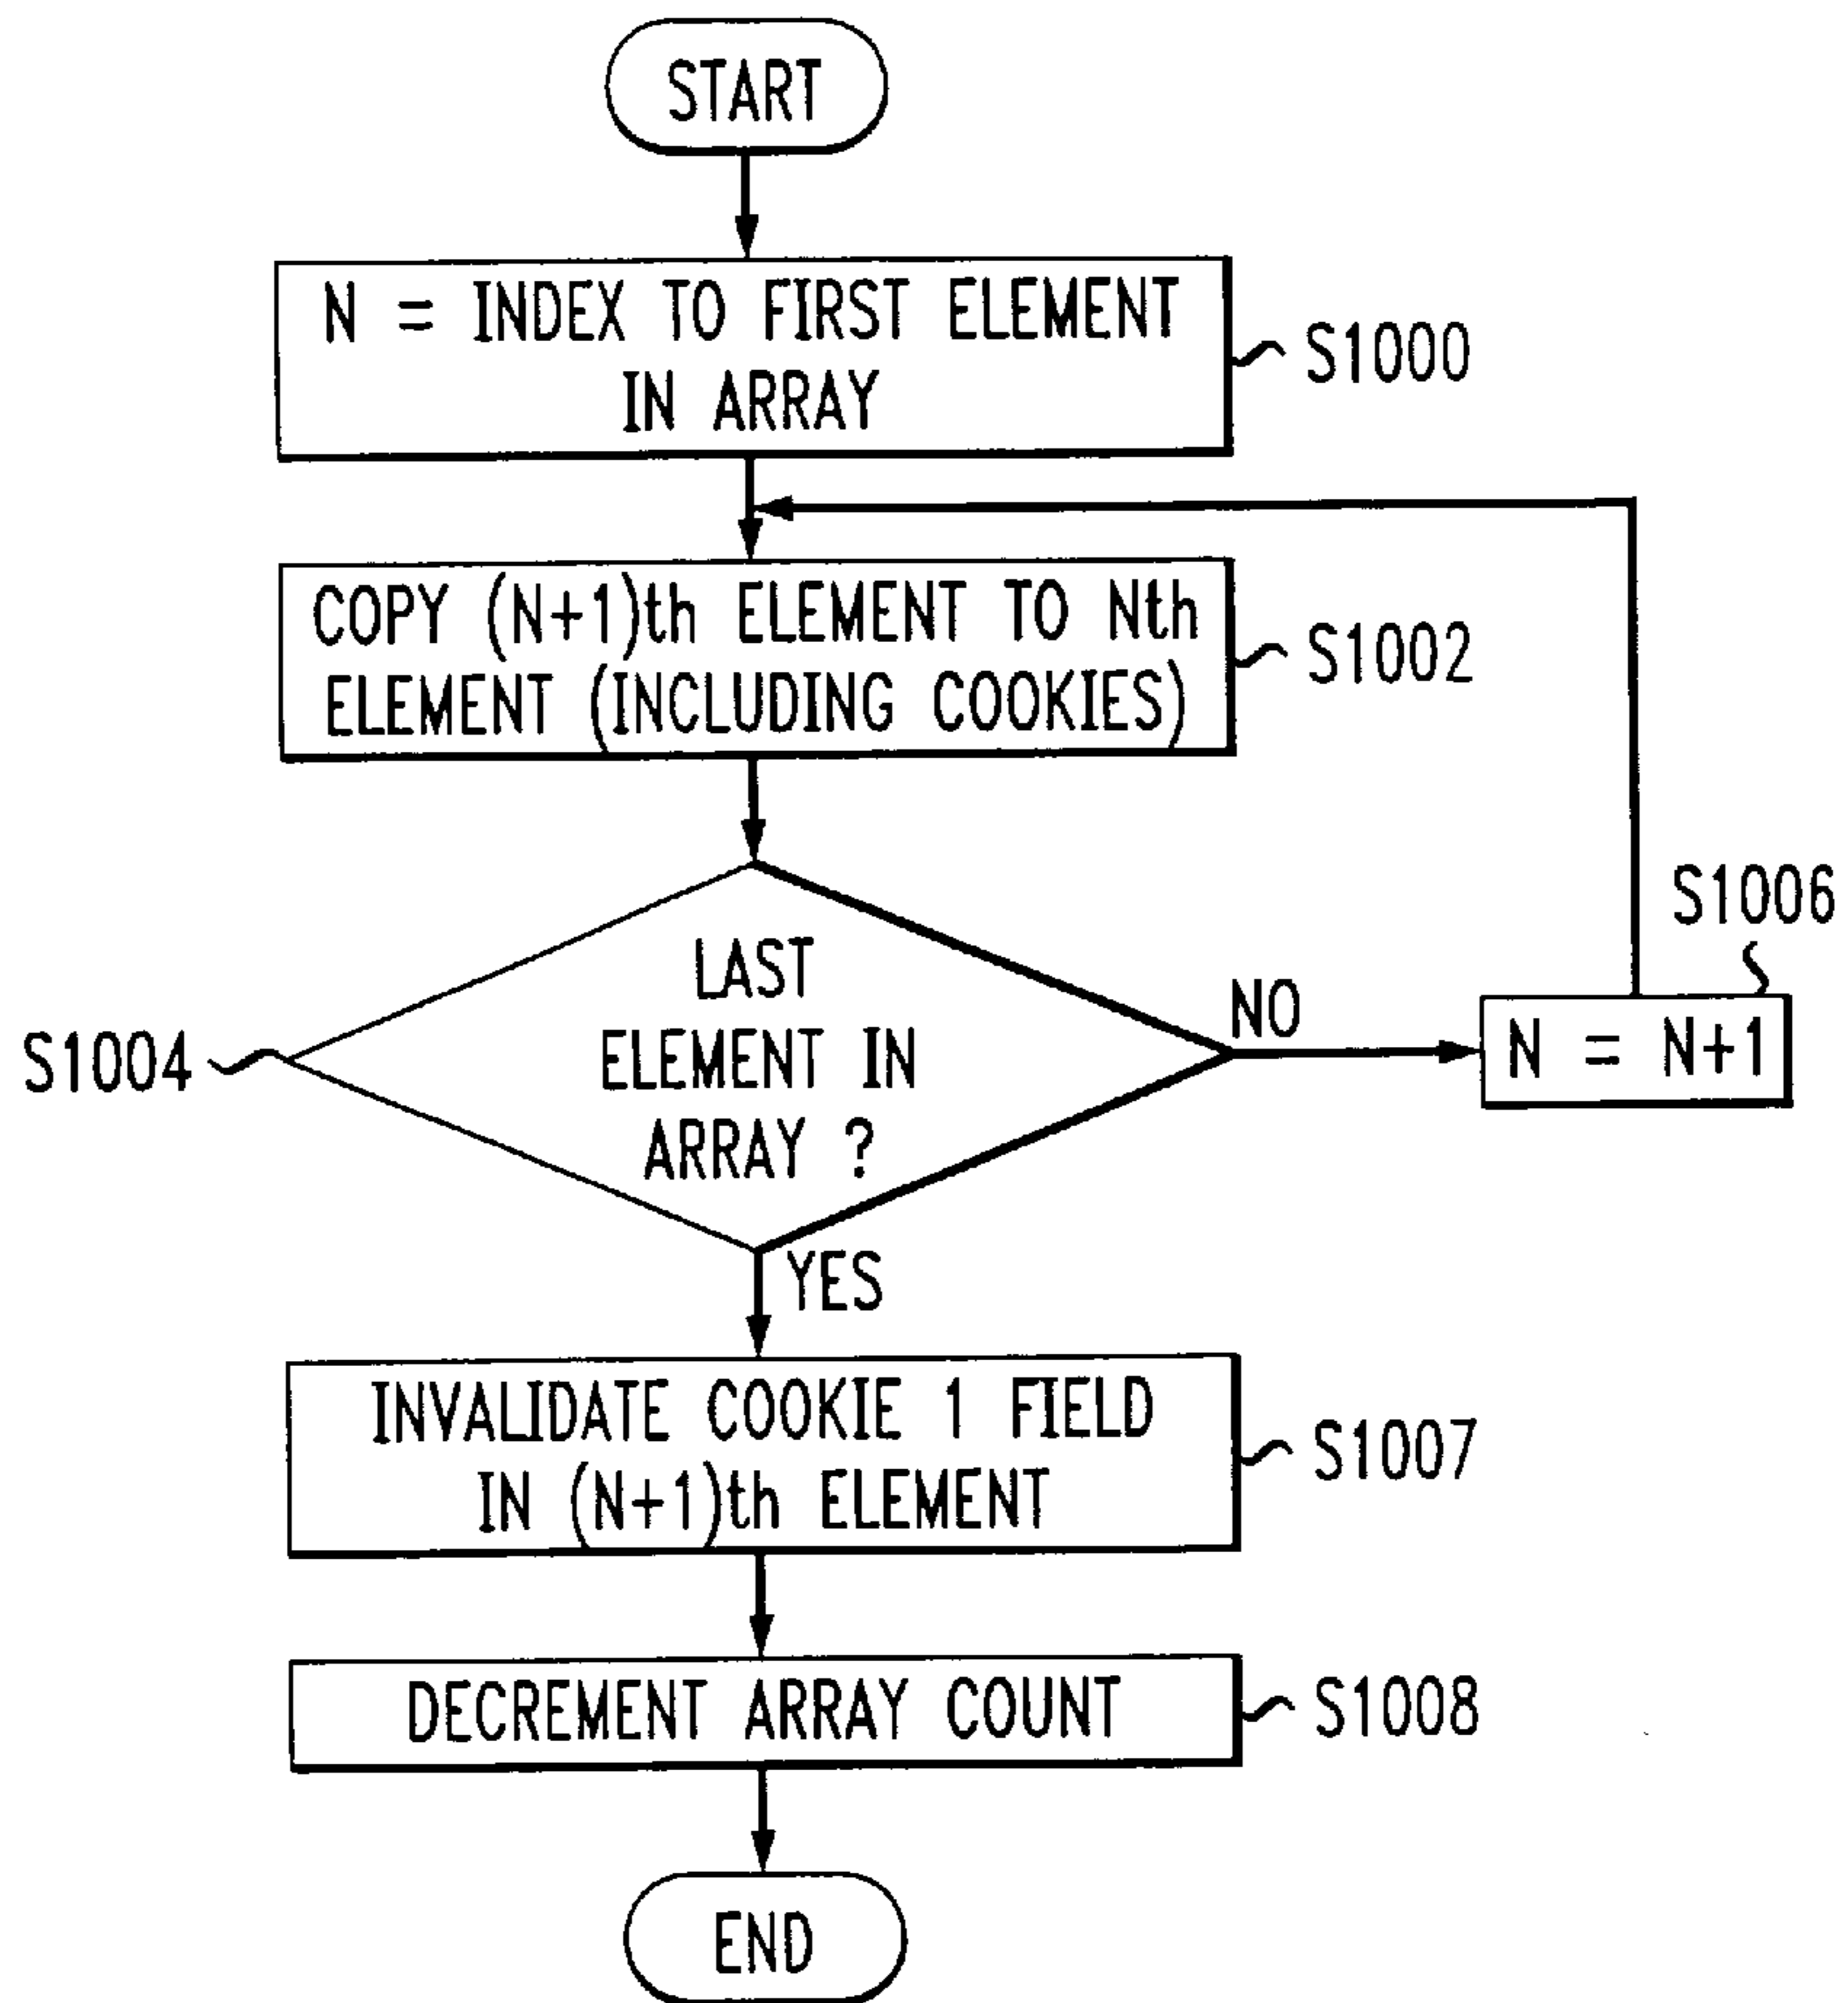 START
N = INDEX TO FIRST ELEMENT
IN ARRAY
S1000
COPY (N+1)th ELEMENT TO Nth
ELEMENT (INCLUDING COOKIES)
S1002
LAST
ELEMENT IN
ARRAY ?
S1004
NO
S1006
N = N+1
YES
INVALIDATE COOKIE 1 FIELD
IN (N+1)th ELEMENT
S1007
DECREMENT ARRAY COUNT
S1008
END